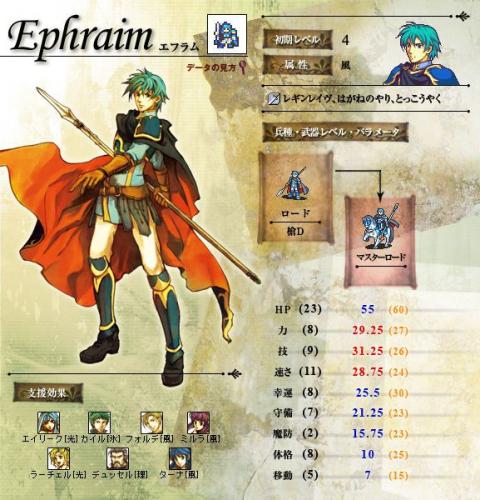 Ephraim エフラム
データの見方
初期レベル 4
属性 風
レギンレイヴ、はがねのやり、とっこうやく
兵種・武器レベル・パラメータ
ロード
槍D
マスターロード
HP (23) 55 (60)
力 (8) 29.25 (27)
技 (9) 31.25 (26)
速さ (11) 28.75 (24)
幸運 (8) 25.5 (30)
守備 (7) 21.25 (23)
魔防 (2) 15.75 (23)
体格 (8) 10 (25)
移動 (5) 7 (15)
支援効果
エイリーク[光] カイル[氷] フォルデ[風] ミルラ[風]
ラーチェル[光] デュッセル[理] ターナ[風]